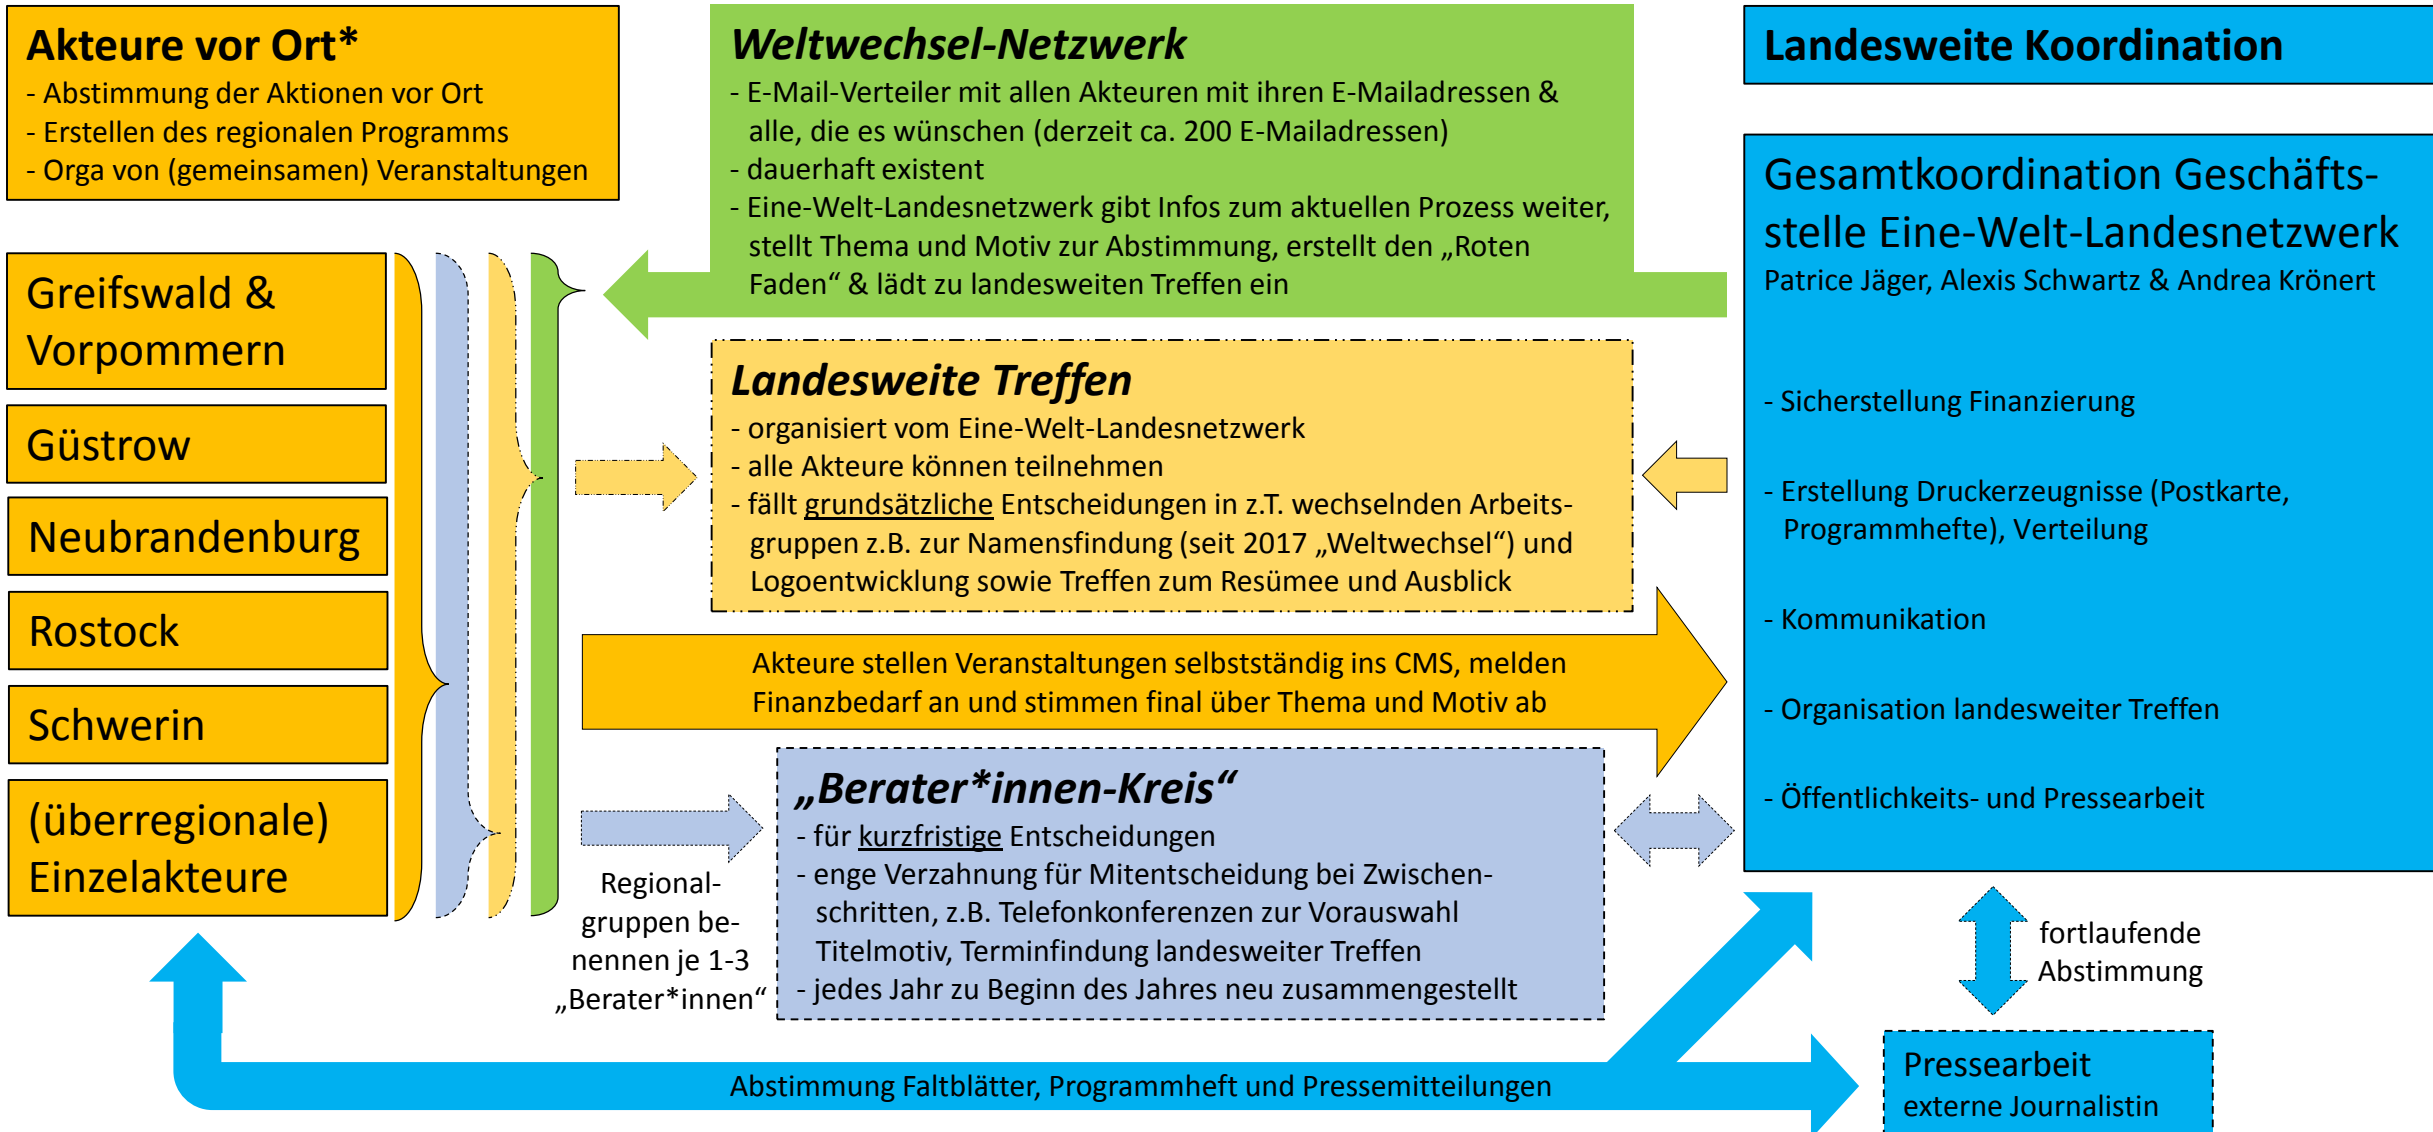 Akteure vor Ort*
- Abstimmung der Aktionen vor Ort
- Erstellen des regionalen Programms
- Orga von (gemeinsamen) Veranstaltungen
Greifswald &
Vorpommern
Güstrow
Neubrandenburg
Rostock
Schwerin
(überregionale)
Einzelakteure
Weltwechsel-Netzwerk
- E-Mail-Verteiler mit allen Akteuren mit ihren E-Mailadressen &
alle, die es wünschen (derzeit ca. 200 E-Mailadressen)
- dauerhaft existent
- Eine-Welt-Landesnetzwerk gibt Infos zum aktuellen Prozess weiter,
stellt Thema und Motiv zur Abstimmung, erstellt den „Roten
Faden“ & lädt zu landesweiten Treffen ein
Landesweite Treffen
- organisiert vom Eine-Welt-Landesnetzwerk
- alle Akteure können teilnehmen
- fällt grundsätzliche Entscheidungen in z.T. wechselnden Arbeits-
gruppen z.B. zur Namensfindung (seit 2017 „Weltwechsel“) und
Logoentwicklung sowie Treffen zum Resümee und Ausblick
Akteure stellen Veranstaltungen selbstständig ins CMS, melden
Finanzbedarf an und stimmen final über Thema und Motiv ab
Regional-
gruppen be-
nennen je 1-3
„Berater*innen“
„Berater*innen-Kreis“
- für kurzfristige Entscheidungen
- enge Verzahnung für Mitentscheidung bei Zwischen-
schritten, z.B. Telefonkonferenzen zur Vorauswahl
Titelmotiv, Terminfindung landesweiter Treffen
- jedes Jahr zu Beginn des Jahres neu zusammengestellt
Abstimmung Faltblätter, Programmheft und Pressemitteilungen
Landesweite Koordination
Gesamtkoordination Geschäfts-
stelle Eine-Welt-Landesnetzwerk
Patrice Jäger, Alexis Schwartz & Andrea Krönert
- Sicherstellung Finanzierung
- Erstellung Druckerzeugnisse (Postkarte,
Programmhefte), Verteilung
- Kommunikation
- Organisation landesweiter Treffen
- Öffentlichkeits- und Pressearbeit
fortlaufende
Abstimmung
Pressearbeit
externe Journalistin